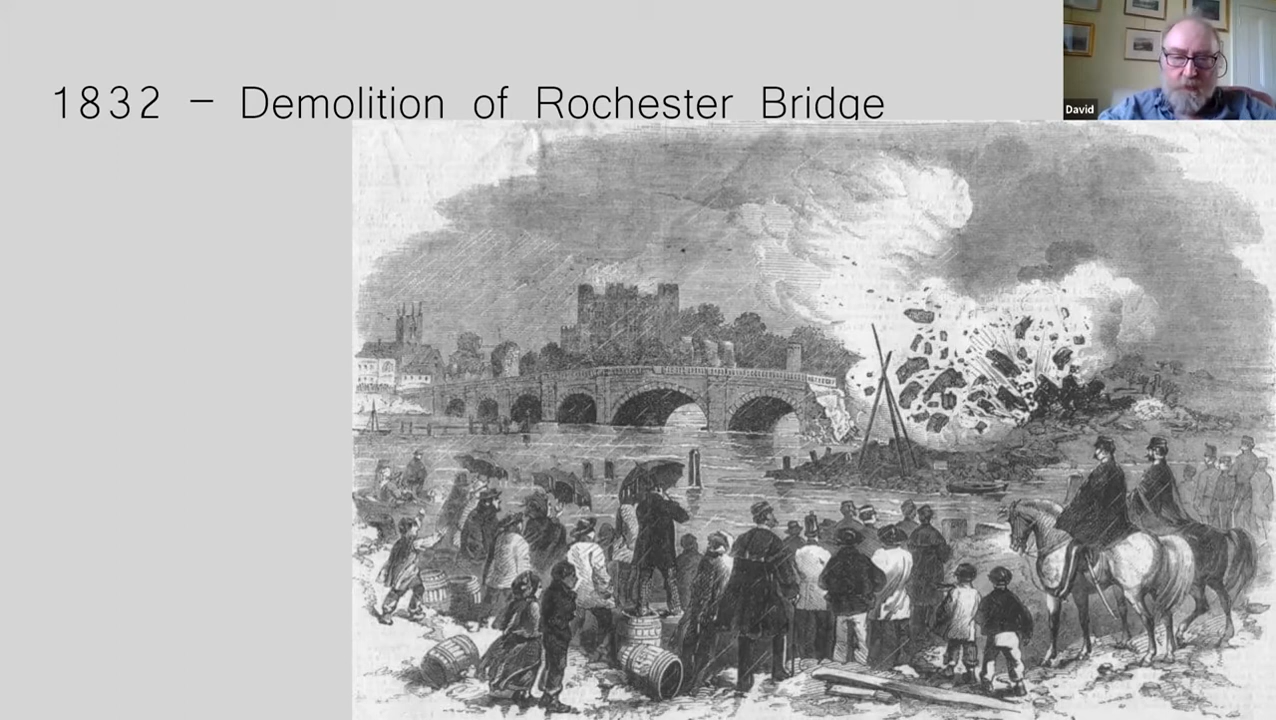 1832 – Demolition of Rochester Bridge
David